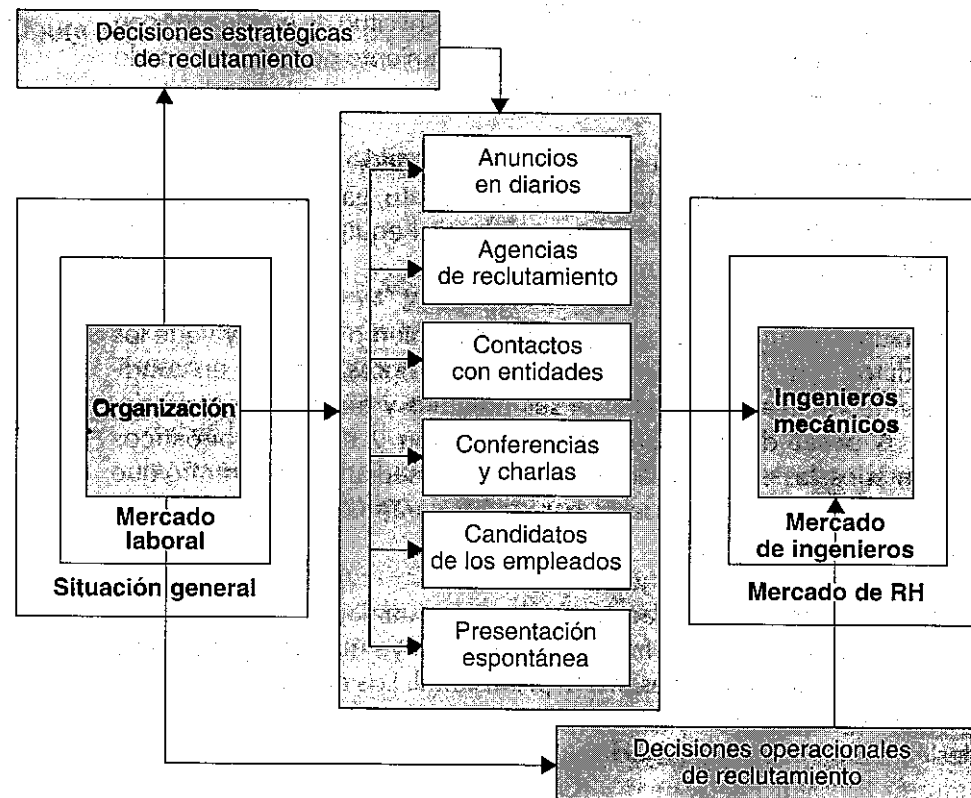 Decisiones estratégicas
de reclutamiento
Anuncios
en diarios
Agencias
de reclutamiento
Contactos
con entidades
Conferencias
y charlas
Candidatos
de los empleados
Presentación
espontánea
Organización
Mercado
laboral
Situación general
Ingenieros
mecánicos
Mercado
de ingenieros
Mercado de RH
Decisiones operacionales
de reclutamiento